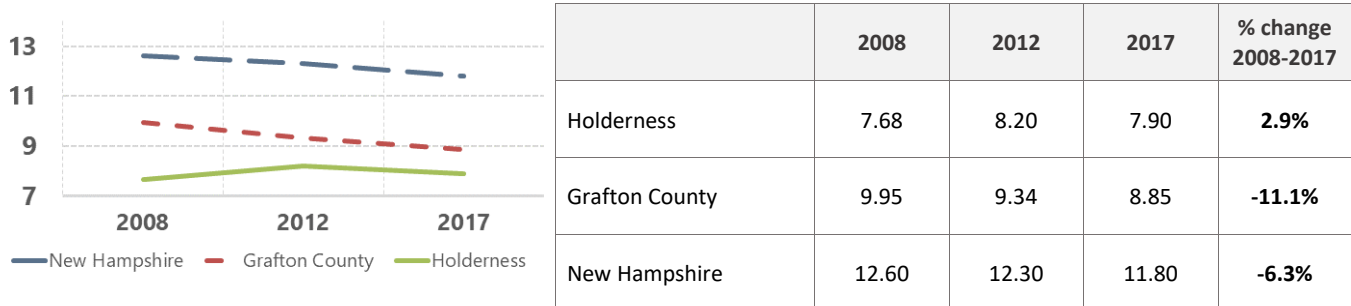 13
11
9
7
2008 2012 2017
New Hampshire Grafton County Holderness
2008 2012 2017 % change
2008-2017
Holderness 7.68 8.20 7.90 2.9%
Grafton County 9.95 9.34 8.85 -11.1%
New Hampshire 12.60 12.30 11.80 -6.3%